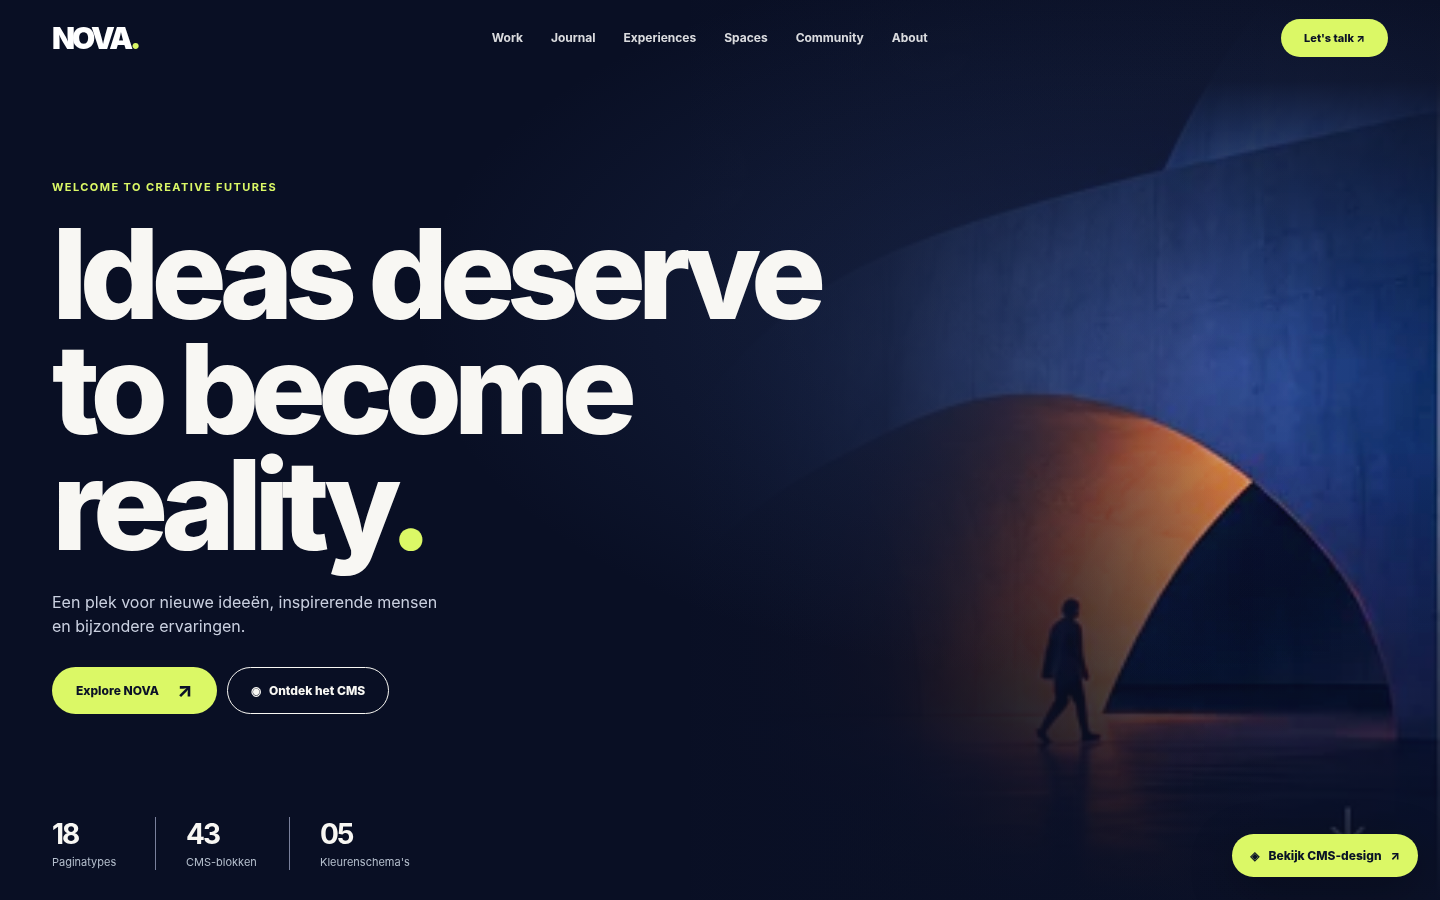 NOVA.
Work
Journal
Experiences
Spaces
Community
About
Let's talk ↗
WELCOME TO CREATIVE FUTURES
Ideas deserve
to become
reality.
Een plek voor nieuwe ideeën, inspirerende mensen
en bijzondere ervaringen.
Explore NOVA ↗
◉ Ontdek het CMS
18
Paginatypes
43
CMS-blokken
05
Kleurenschema's
◈ Bekijk CMS-design ↗